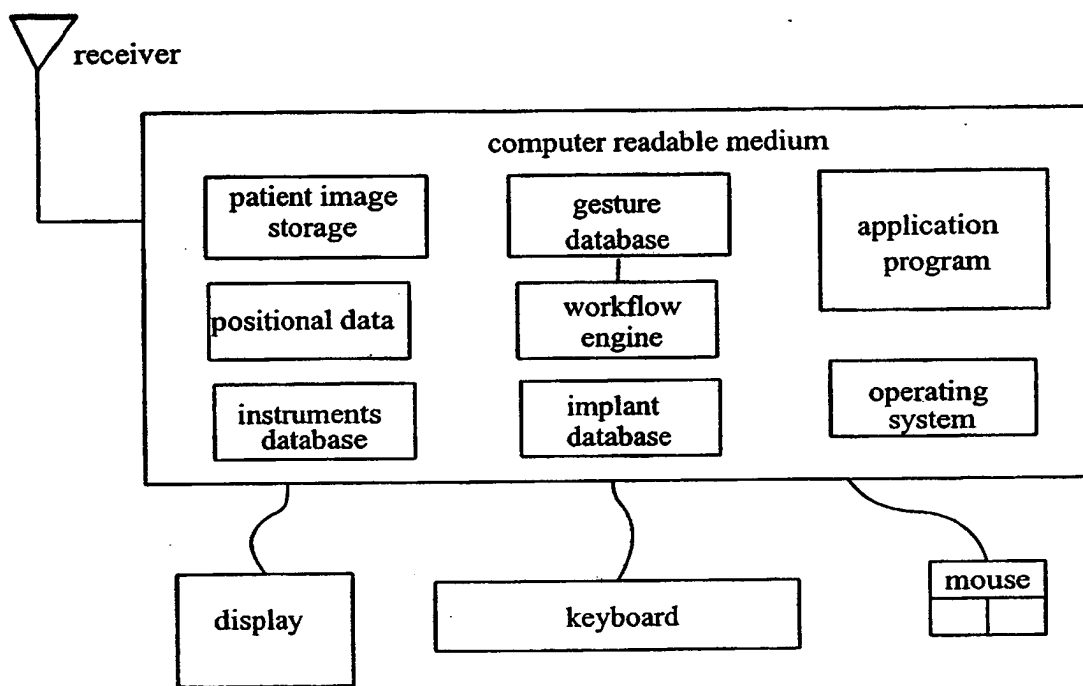 receiver
computer readable medium
patient image
storage
gesture
database
application
program
positional data
workflow
engine
instruments
database
implant
database
operating
system
display
keyboard
mouse